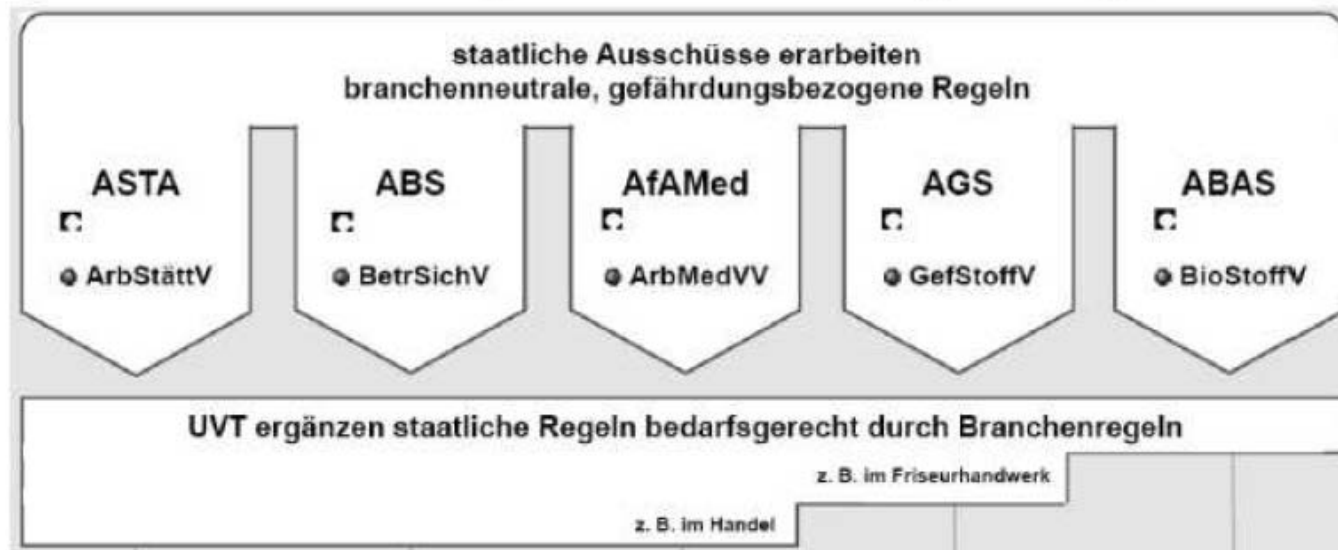 staatliche Ausschüsse erarbeiten
branchenneutrale, gefährdungsbezogene Regeln
ASTA
ABS
AfAMed
AGS
ABAS
ArbStättV
BetrSichV
ArbMedVV
GefStoffV
BioStoffV
UVT ergänzen staatliche Regeln bedarfsgerecht durch Branchenregeln
z. B. im Friseurhandwerk
z. B. im Handel